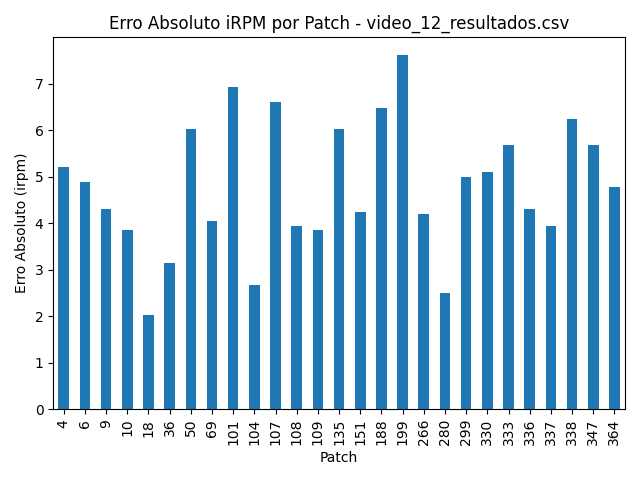 Erro Absoluto iRPM por Patch - video_12_resultados.csv
Erro Absoluto (irpm)
7
6
5
4
3
2
1
0
4 6 9 10 18 36 50 69 101 104 107 108 109 135 151 188 199 266 280 299 330 333 336 337 338 347 364
Patch